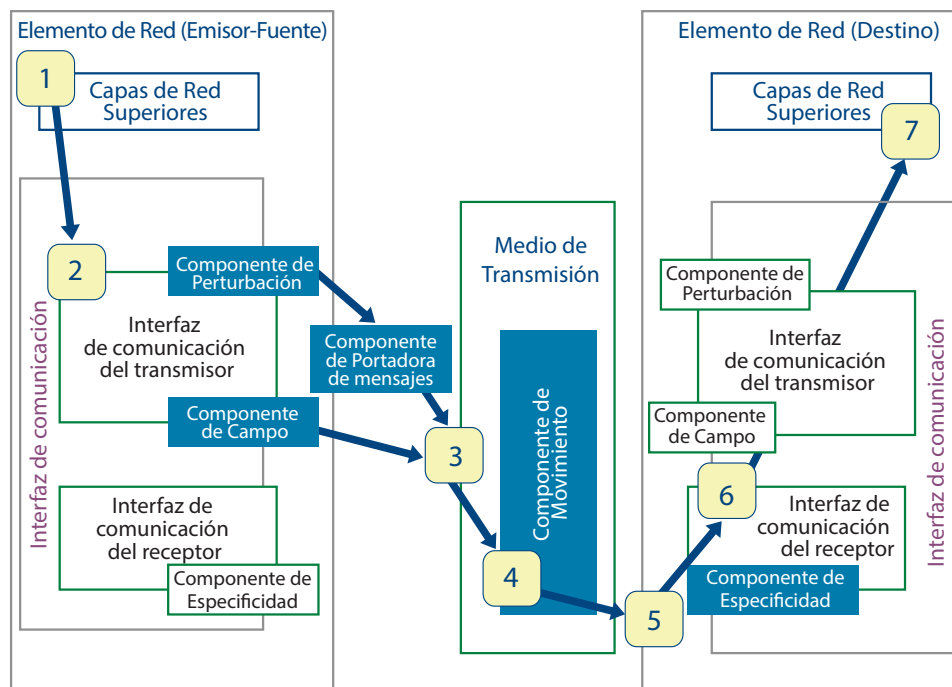 Elemento de Red (Emisor-Fuente)
1
Capas de Red
Superiores
2
Componente de
Perturbación
Interfaz
de comunicación
del transmisor
Componente
de Campo
Interfaz de comunicación
Interfaz de
comunicación
del receptor
Componente de
Especificidad
Componente
de Portadora
de mensajes
3
Medio de
Transmisión
Componente de
Movimiento
4
5
Elemento de Red (Destino)
Capas de Red
Superiores
7
Componente de
Perturbación
Interfaz
de comunicación
del transmisor
Componente
de Campo
6
Interfaz de
comunicación
del receptor
Componente de
Especificidad
Interfaz de comunicación